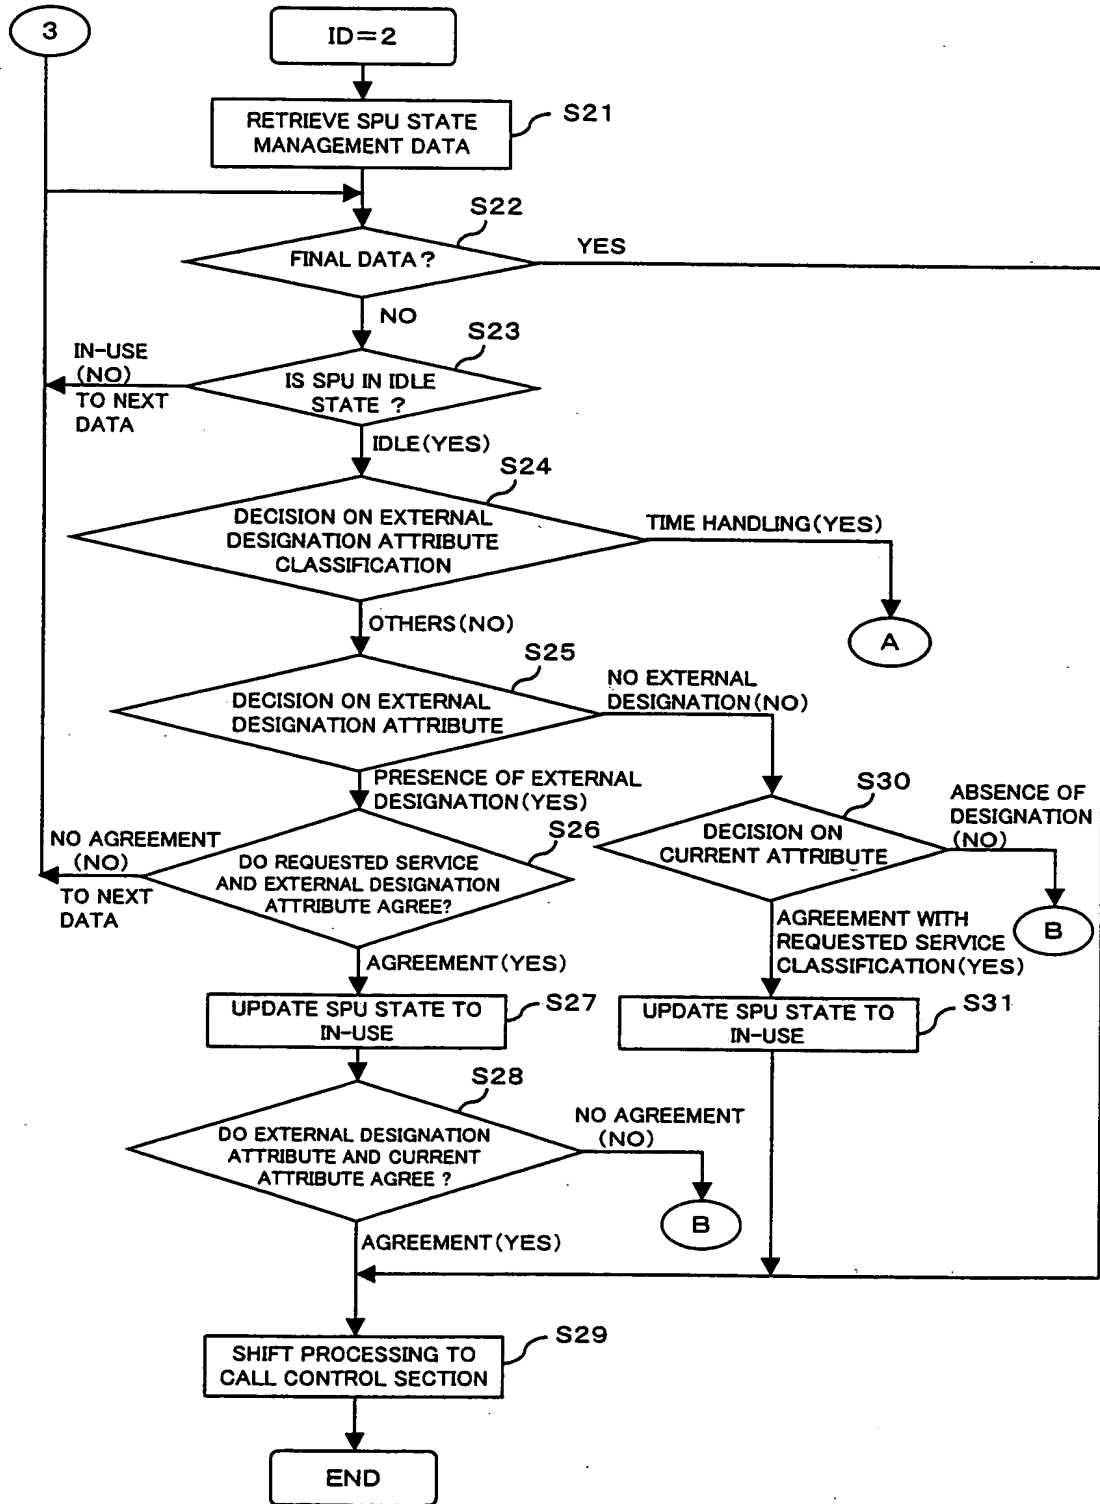 3
ID=2
RETRIEVE SPU STATE
MANAGEMENT DATA
S21
S22
FINAL DATA?
YES
NO
S23
IN-USE
(NO)
TO NEXT
DATA
IS SPU IN IDLE
STATE ?
IDLE(YES)
S24
DECISION ON EXTERNAL
DESIGNATION ATTRIBUTE
CLASSIFICATION
TIME HANDLING(YES)
A
OTHERS(NO)
S25
DECISION ON EXTERNAL
DESIGNATION ATTRIBUTE
NO EXTERNAL
DESIGNATION(NO)
PRESENCE OF EXTERNAL
DESIGNATION(YES)
S30
DECISION ON
CURRENT ATTRIBUTE
ABSENCE OF
DESIGNATION
(NO)
B
S26
NO AGREEMENT
(NO)
TO NEXT
DATA
DO REQUESTED SERVICE
AND EXTERNAL DESIGNATION
ATTRIBUTE AGREE?
AGREEMENT WITH
REQUESTED SERVICE
CLASSIFICATION(YES)
AGREEMENT(YES)
S27
UPDATE SPU STATE TO
IN-USE
S31
UPDATE SPU STATE TO
IN-USE
S28
DO EXTERNAL DESIGNATION
ATTRIBUTE AND CURRENT
ATTRIBUTE AGREE ?
NO AGREEMENT
(NO)
B
AGREEMENT(YES)
S29
SHIFT PROCESSING TO
CALL CONTROL SECTION
END